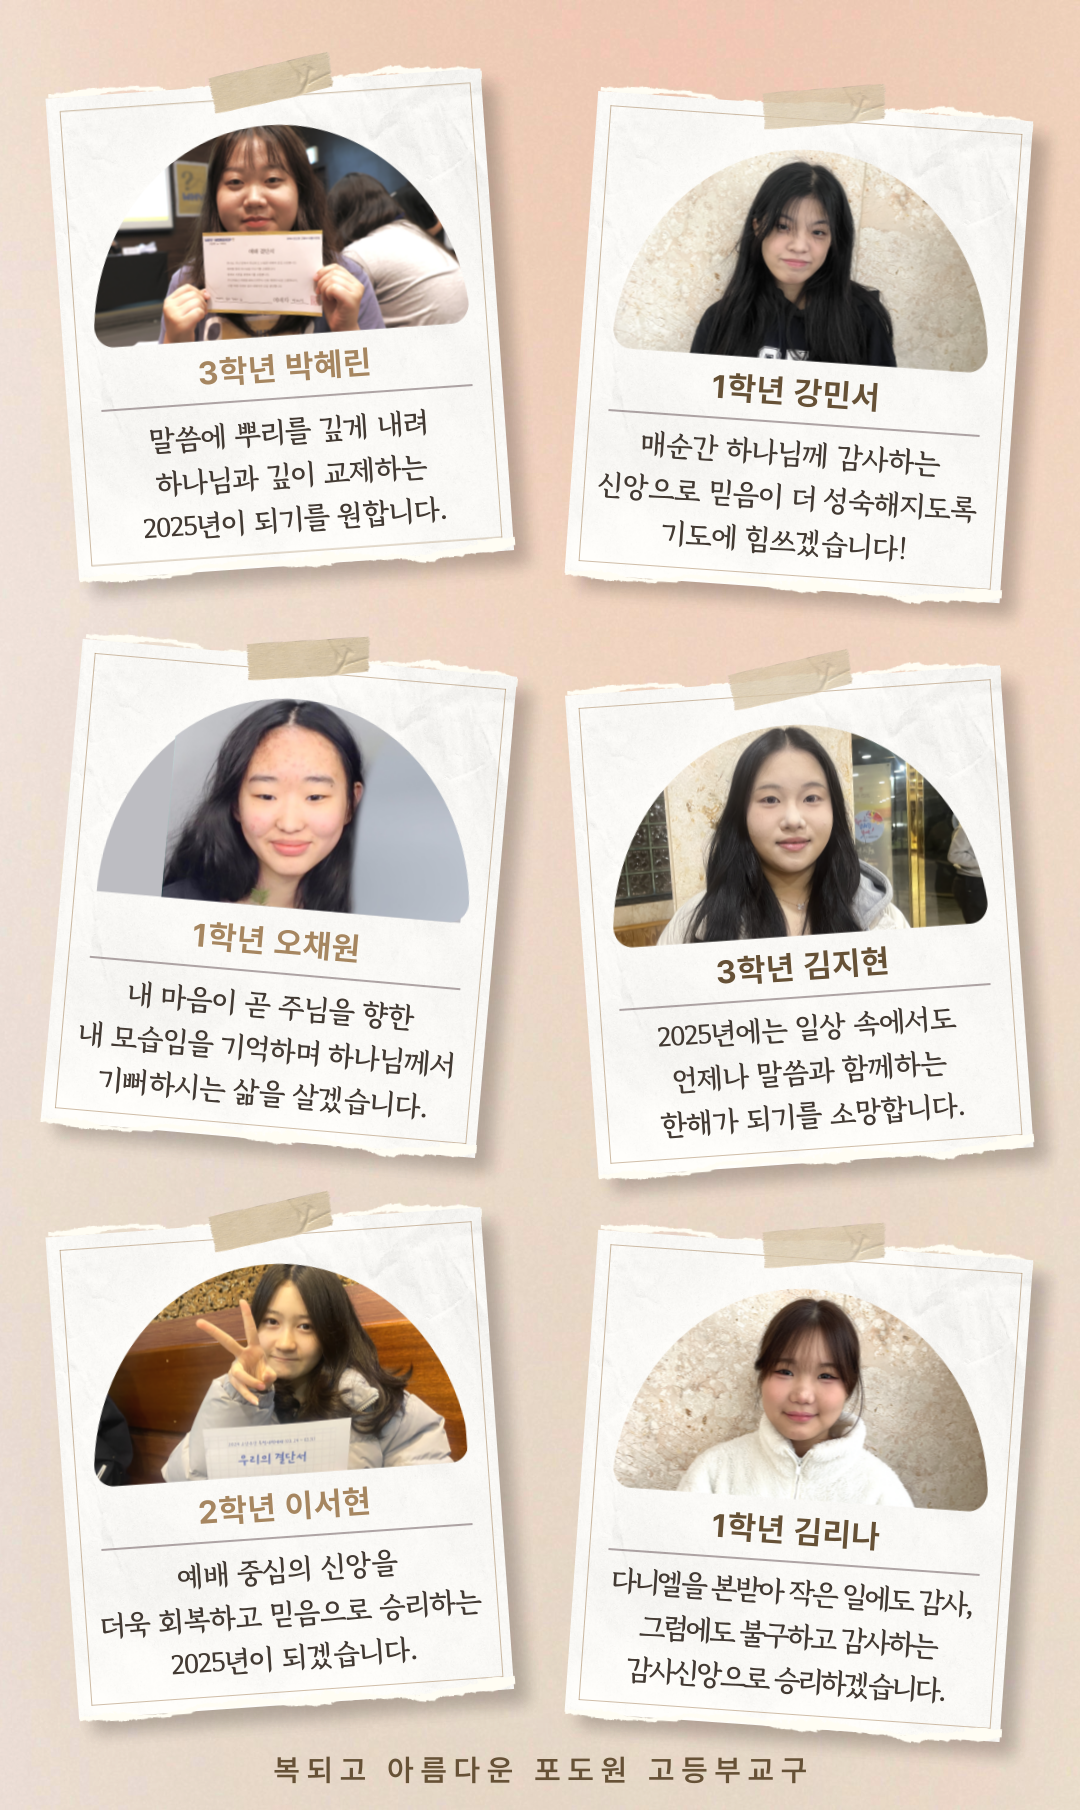 3학년 박혜린
말씀에 뿌리를 깊게 내려
하나님과 깊이 교제하는
2025년이 되기를 원합니다.
1학년 강민서
매순간 하나님께 감사하는
신앙으로 믿음이 더 성숙해지도록
기도에 힘쓰겠습니다!
1학년 오채원
내 마음이 곧 주님을 향한
내 모습임을 기억하며 하나님께서
기뻐하시는 삶을 살겠습니다.
3학년 김지현
2025년에는 일상 속에서도
언제나 말씀과 함께하는
한해가 되기를 소망합니다.
우리의 결단서
2학년 이서현
예배 중심의 신앙을
더욱 회복하고 믿음으로 승리하는
2025년이 되겠습니다.
1학년 김리나
다니엘을 본받아 작은 일에도 감사,
그럼에도 불구하고 감사하는
감사신앙으로 승리하겠습니다.
복되고 아름다운 포도원 고등부교구